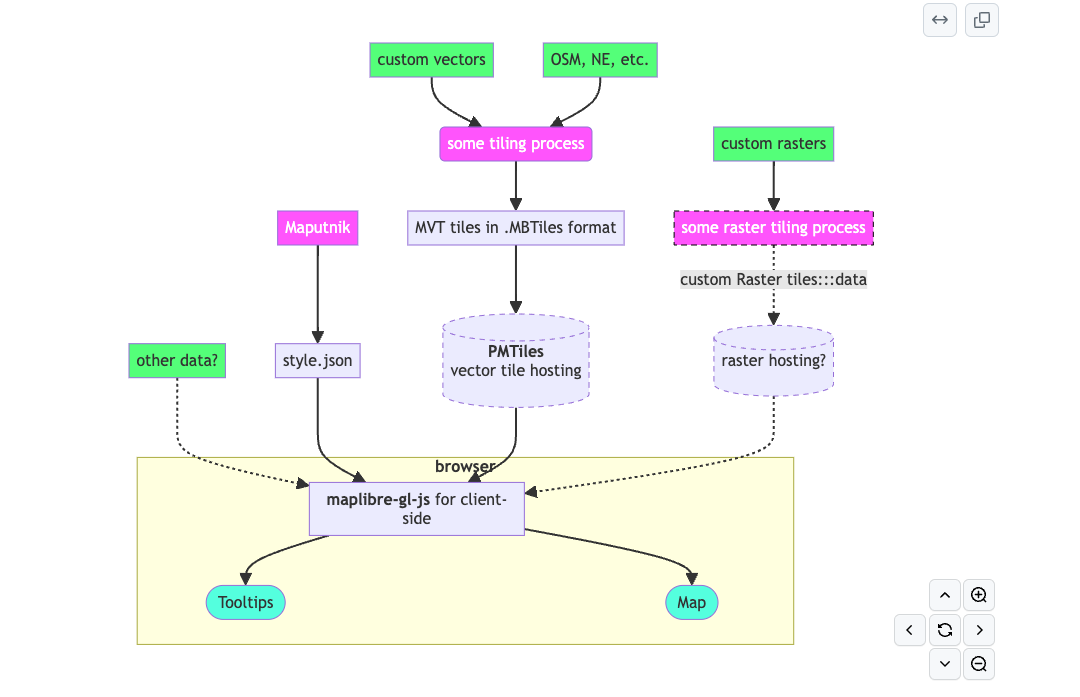 custom vectors
OSM, NE, etc.
some tiling process
custom rasters
Maputnik
MVT tiles in .MBTiles format
some raster tiling process
custom Raster tiles:::data
other data?
style.json
PMTiles
vector tile hosting
raster hosting?
browser
maplibre-gl-js for client-
side
Tooltips
Map